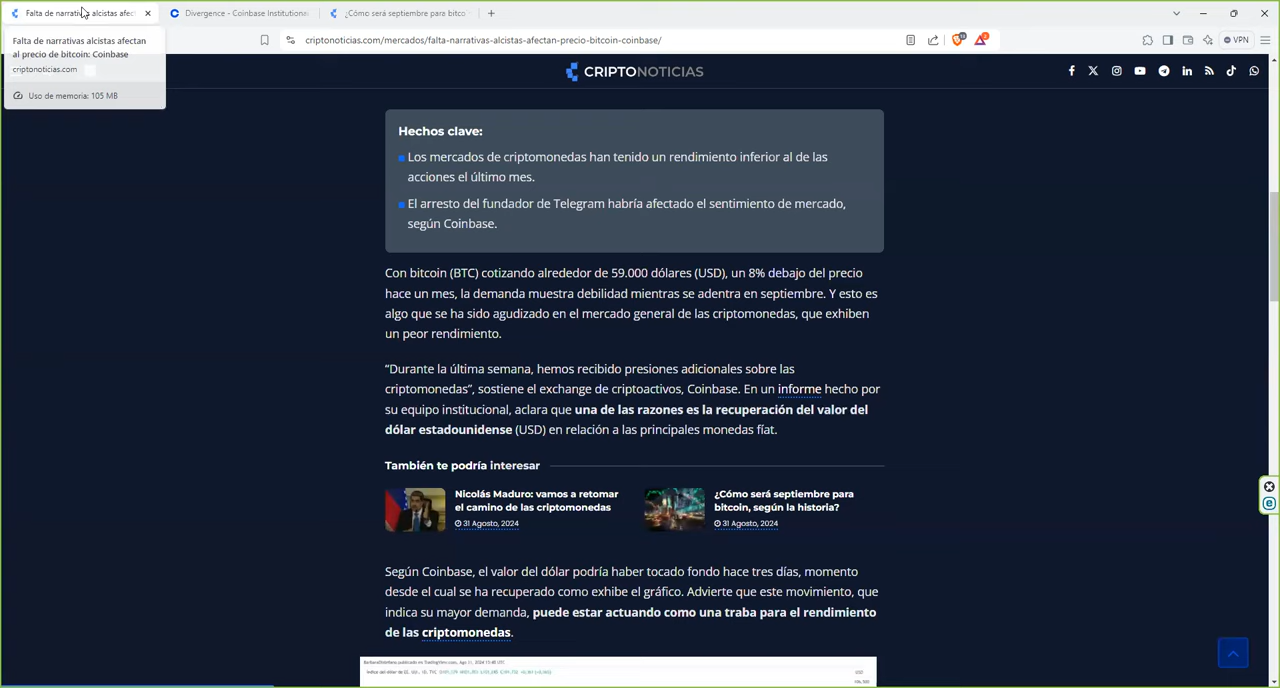 Falta de narrativas alcistas afec
Divergence - Coinbase Institutional
¿Cómo será septiembre para bitco
criptonoticias.com/mercados/falta-narrativas-alcistas-afectan-precio-bitcoin-coinbase/
VPN
Falta de narrativas alcistas afectan
al precio de bitcoin: Coinbase
criptonoticias.com
Uso de memoria: 105 MB
CRIPTONOTICIAS
Hechos clave:
Los mercados de criptomonedas han tenido un rendimiento inferior al de las
acciones el último mes.
El arresto del fundador de Telegram habría afectado el sentimiento de mercado,
según Coinbase.
Con bitcoin (BTC) cotizando alrededor de 59.000 dólares (USD), un 8% debajo del precio
hace un mes, la demanda muestra debilidad mientras se adentra en septiembre. Y esto es
algo que se ha sido agudizado en el mercado general de las criptomonedas, que exhiben
un peor rendimiento.
“Durante la última semana, hemos recibido presiones adicionales sobre las
criptomonedas”, sostiene el exchange de criptoactivos, Coinbase. En un informe hecho por
su equipo institucional, aclara que una de las razones es la recuperación del valor del
dólar estadounidense (USD) en relación a las principales monedas fíat.
También te podría interesar
Nicolás Maduro: vamos a retomar
el camino de las criptomonedas
31 Agosto, 2024
¿Cómo será septiembre para
bitcoin, según la historia?
31 Agosto, 2024
Según Coinbase, el valor del dólar podría haber tocado fondo hace tres días, momento
desde el cual se ha recuperado como exhibe el gráfico. Advierte que este movimiento, que
indica su mayor demanda, puede estar actuando como una traba para el rendimiento
de las criptomonedas.
USD